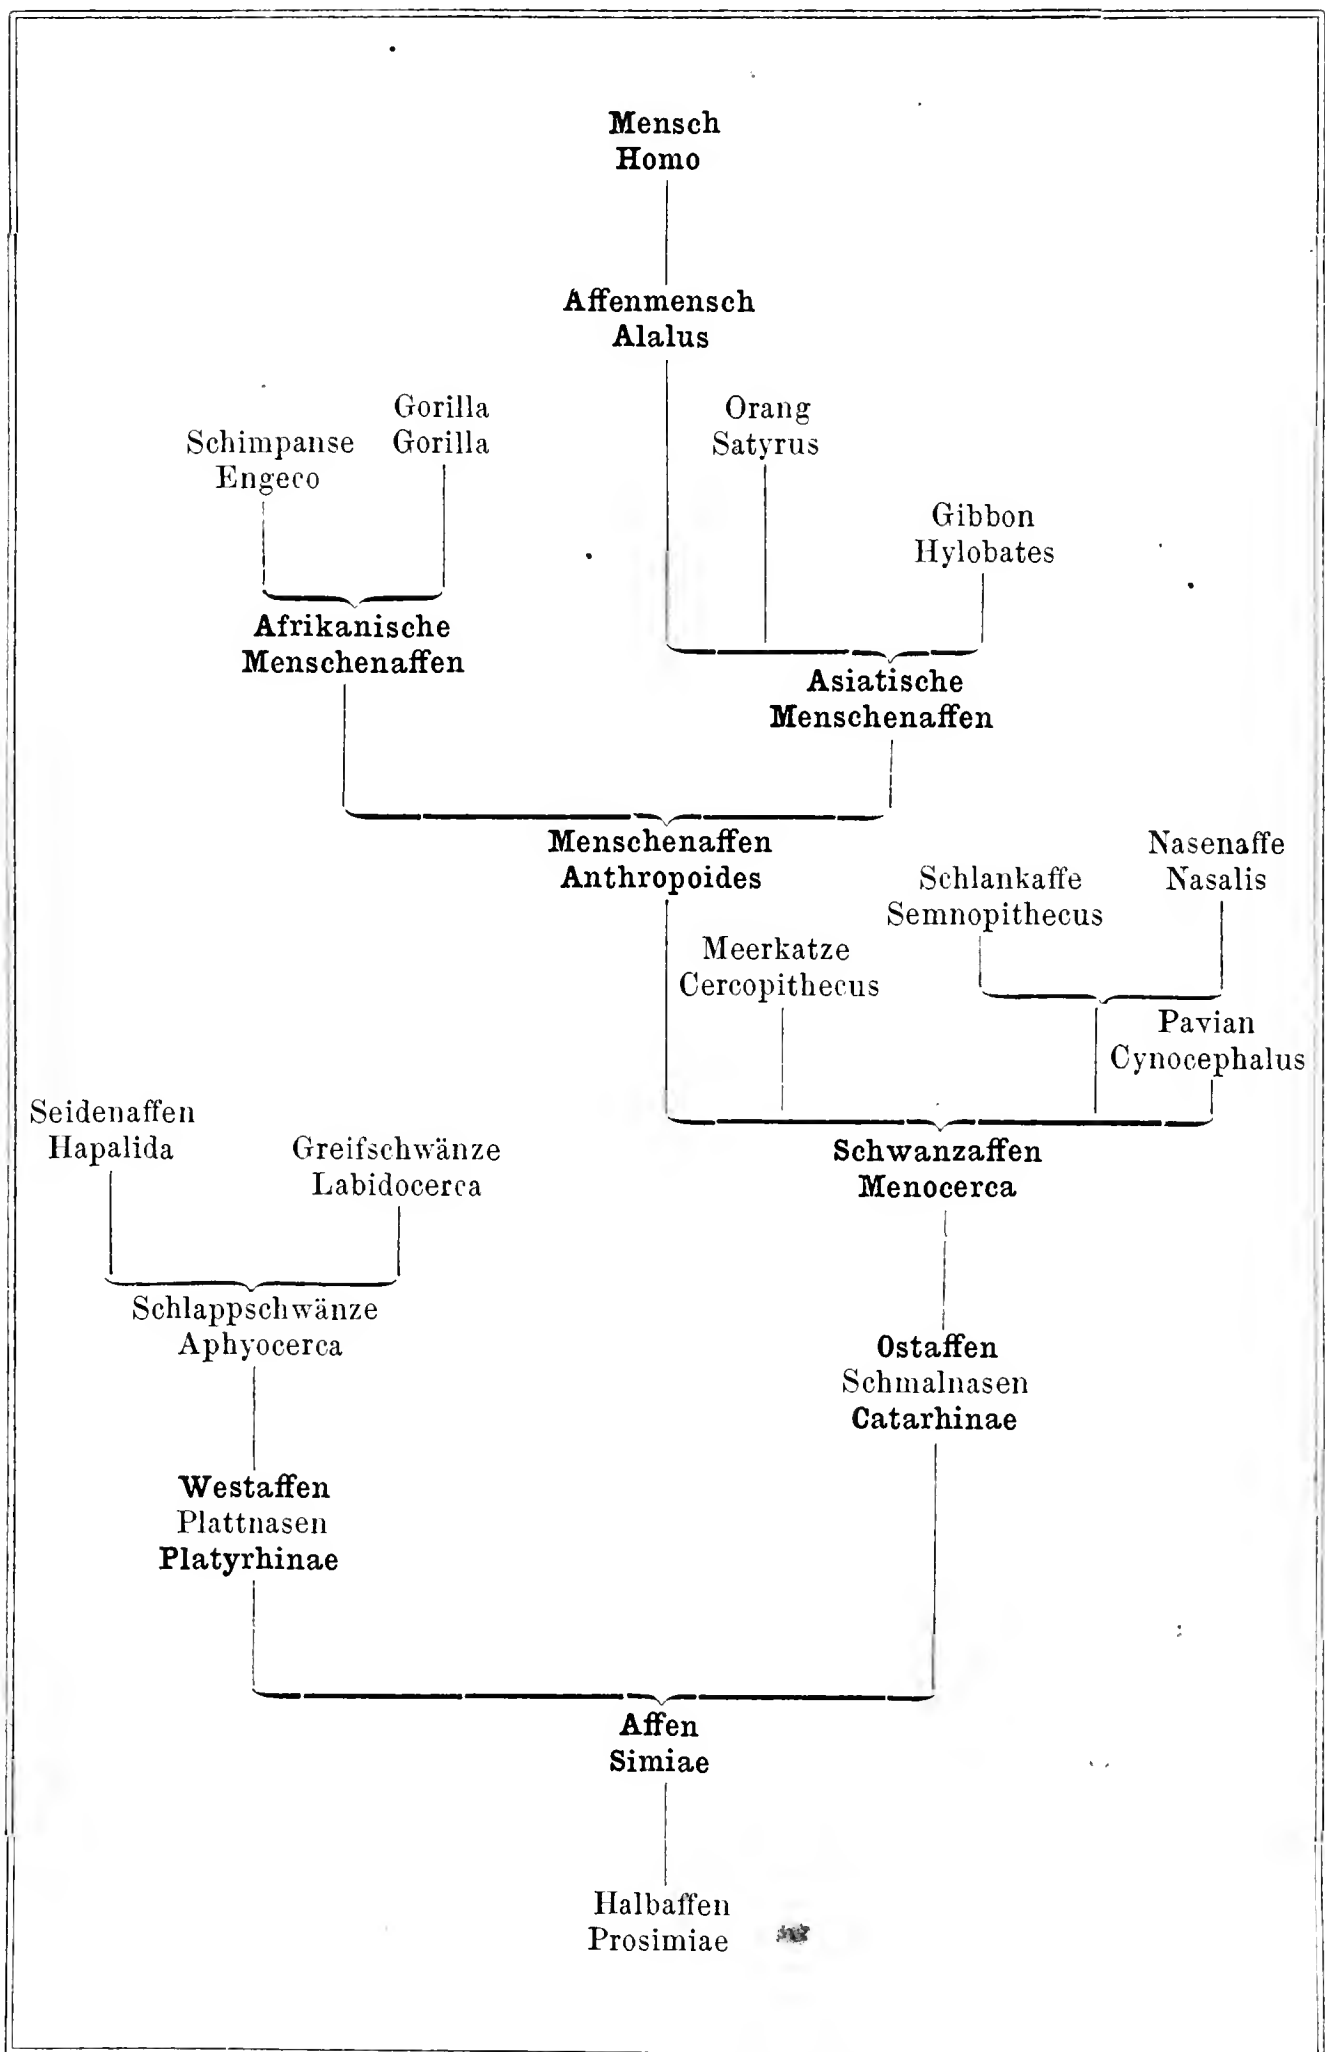 Mensch
Homo
Affenmensch
Alalus
Gorilla
Gorilla
Schimpanse
Engeco
Orang
Satyrus
Gibbon
Hylobates
Afrikanische
Menschenaffen
Asiatische
Menschenaffen
Menschenaffen
Anthropoides
Nasenaffe
Nasalis
Schlankaffe
Semnopithecus
Meerkatze
Cercopithecus
Pavian
Cynocephalus
Seidenaffen
Hapalida
Greifschwänze
Labidocerca
Schwanzaffen
Menocerca
Schlappschwänze
Aphyocerca
Ostaffen
Schmalnasen
Catarhinae
Westaffen
Plattnasen
Platyrhinae
Affen
Simiae
Halbaffen
Prosimiae